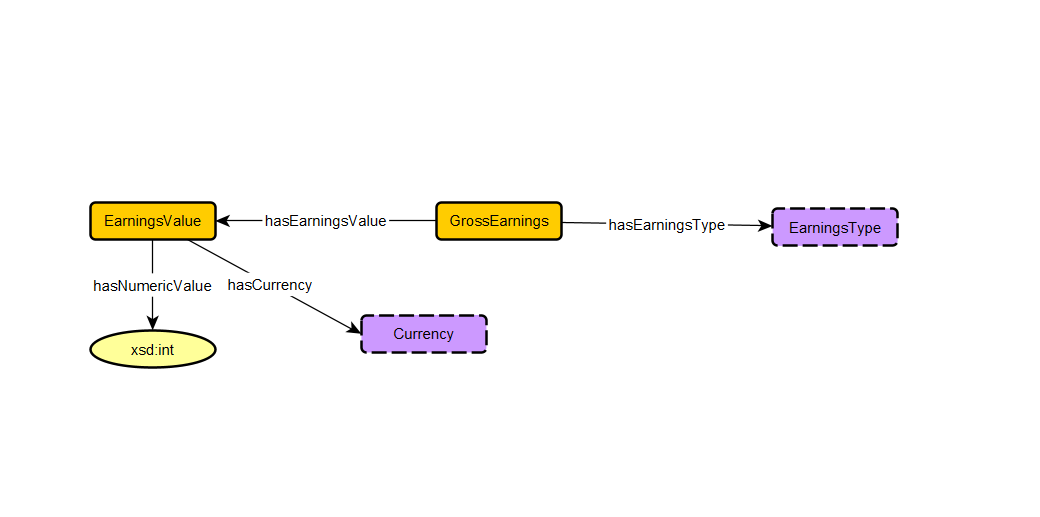 EarningsValue
hasEarningsValue
GrossEarnings
hasEarningsType
EarningsType
hasNumericValue
hasCurrency
Currency
xsd:int